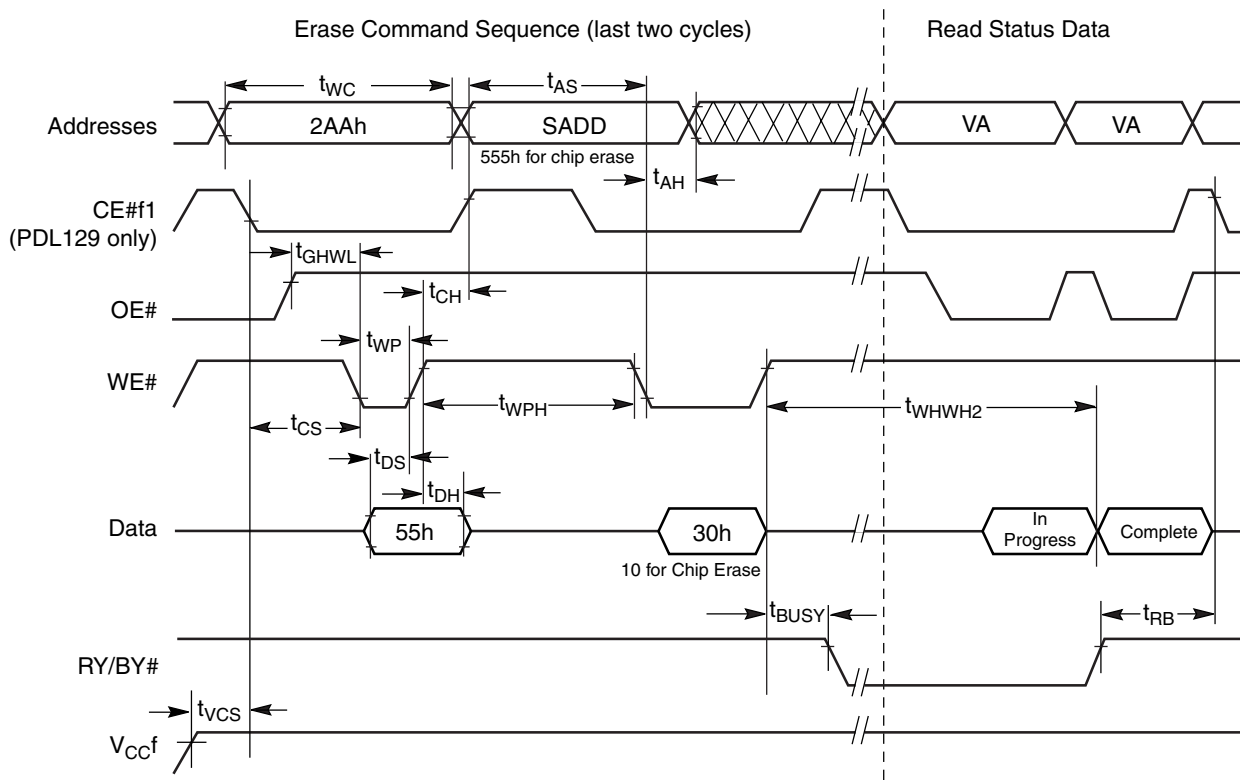 Erase Command Sequence (last two cycles)
Read Status Data
tWC
tAS
Addresses
2AAh
SADD
VA
VA
555h for chip erase
tAH
CE#f1
(PDL129 only)
tGHWL
tCH
OE#
tWP
WE#
tWPH
tWHWH2
tCS
tDS
tDH
Data
55h
30h
In
Progress
Complete
10 for Chip Erase
tBUSY
tRB
RY/BY#
tVCS
VCCf